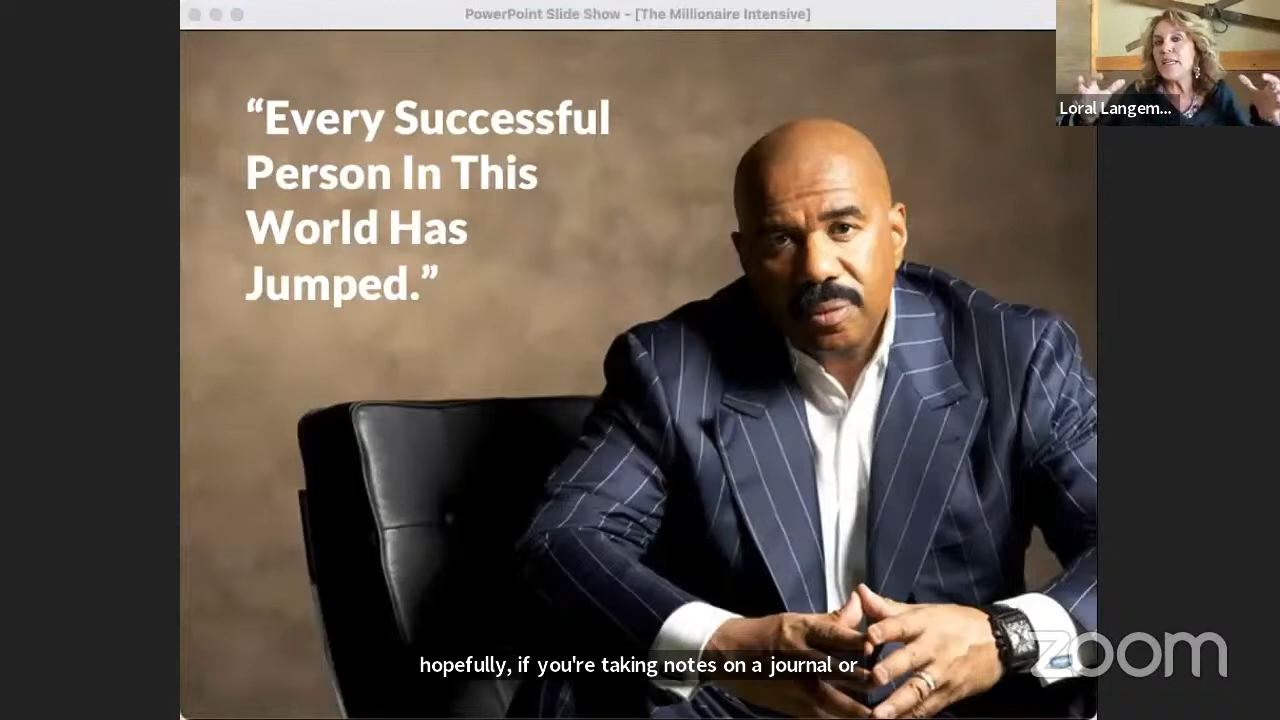 PowerPoint Slide Show - [The Millionaire Intensive]
Loral Langem...
“Every Successful
Person In This
World Has
Jumped.”
hopefully, if you're taking notes on a journal or
zoom